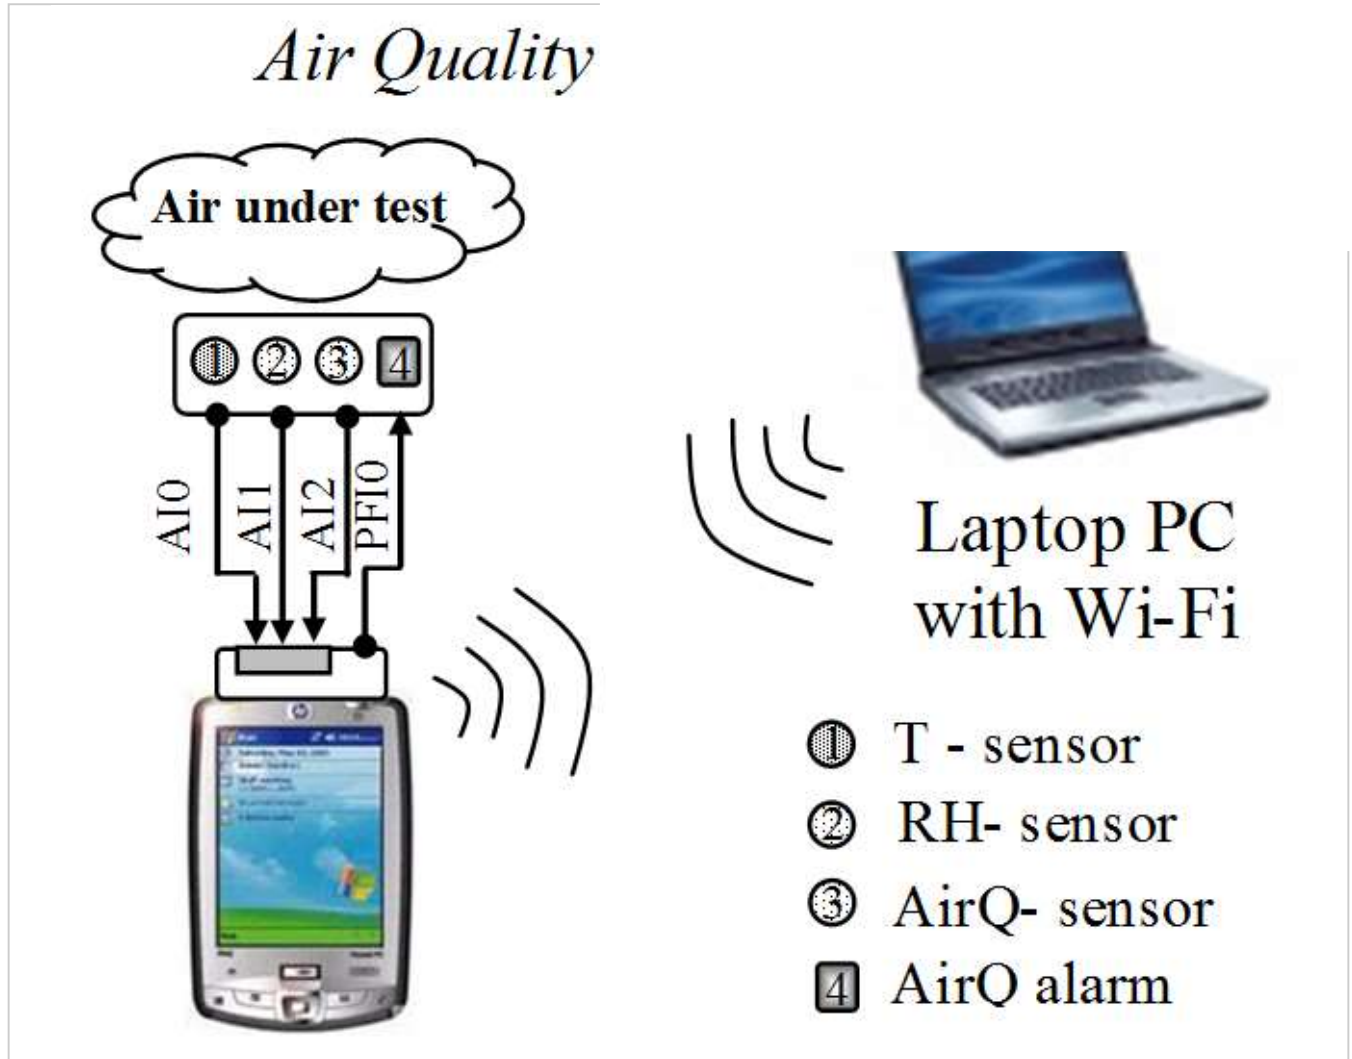 Air Quality
Air under test
1 2 3 4
AI0
AI1
AI2
PFI0
hp
Laptop PC
with Wi-Fi
1 T - sensor
2 RH- sensor
3 AirQ- sensor
4 AirQ alarm